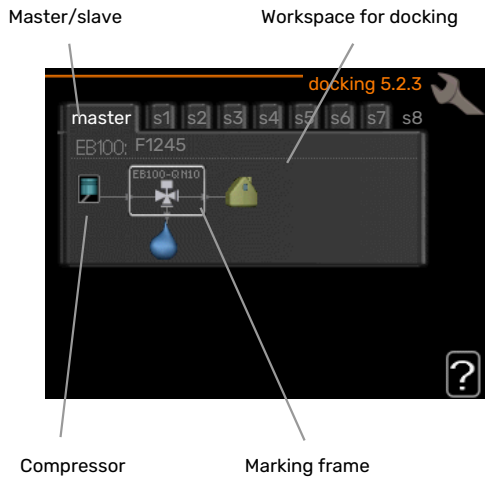 Master/slave Workspace for docking
docking 5.2.3
master s1 s2 s3 s4 s5 s6 s7 s8
EB100: F1245
EB100-QN10
?
Compressor Marking frame